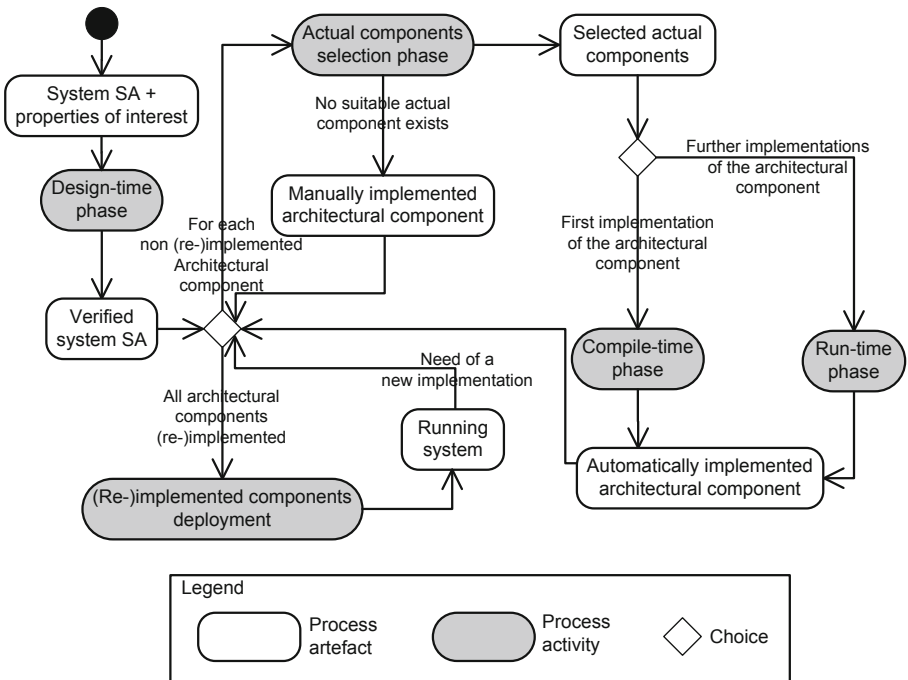 Actual components
selection phase
Selected actual
components
System SA +
properties of interest
No suitable actual
component exists
Further implementations
of the architectural
component
Design-time
phase
Manually implemented
architectural component
For each
non (re-)implemented
Architectural
component
First implementation
of the architectural
component
Verified
system SA
Compile-time
phase
Run-time
phase
Need of a
new implementation
All architectural
components
(re-)implemented
Running
system
Automatically implemented
architectural component
(Re-)implemented components
deployment
Legend
Process
artefact
Process
activity
Choice